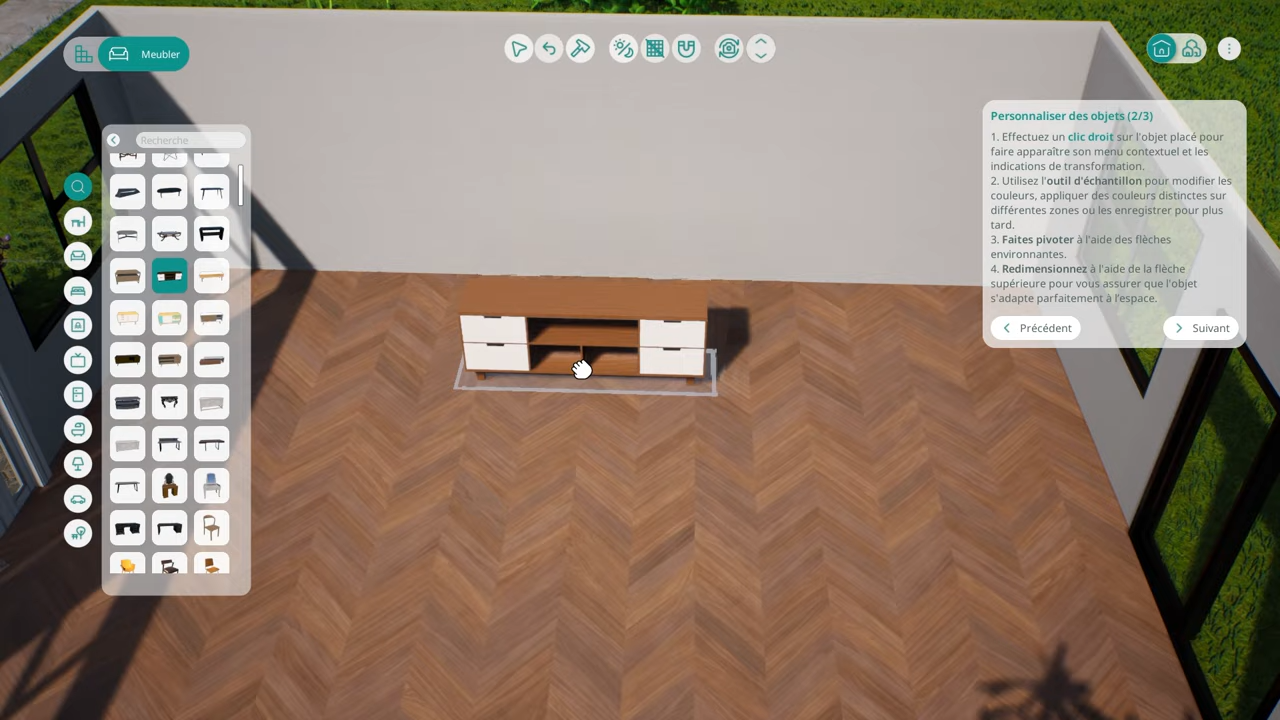 Meubler
Recherche
Personnaliser des objets (2/3)
1. Effectuez un clic droit sur l'objet placé pour
faire apparaître son menu contextuel et les
indications de transformation.
2. Utilisez l'outil d'échantillon pour modifier les
couleurs, appliquer des couleurs distinctes sur
différentes zones ou les enregistrer pour plus
tard.
3. Faites pivoter à l'aide des flèches
environnantes.
4. Redimensionnez à l'aide de la flèche
supérieure pour vous assurer que l'objet
s'adapte parfaitement à l'espace.
Précédent
Suivant